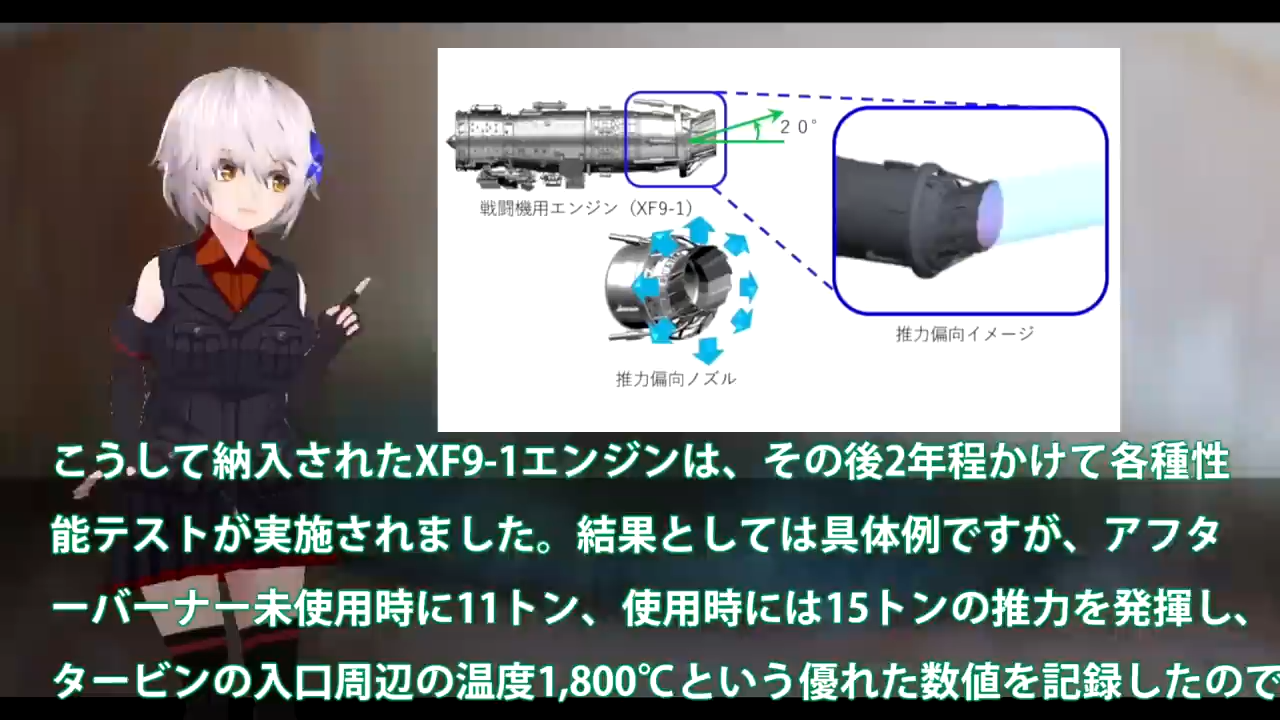 20°
戦闘機用エンジン（XF9-1）
推力偏向イメージ
推力偏向ノズル
こうして納入されたXF9-1エンジンは、その後2年程かけて各種性
能テストが実施されました。結果としては具体例ですが、アフタ
ーバーナー未使用時に11トン、使用時には15トンの推力を発揮し、
タービンの入口周辺の温度1,800℃という優れた数値を記録したので